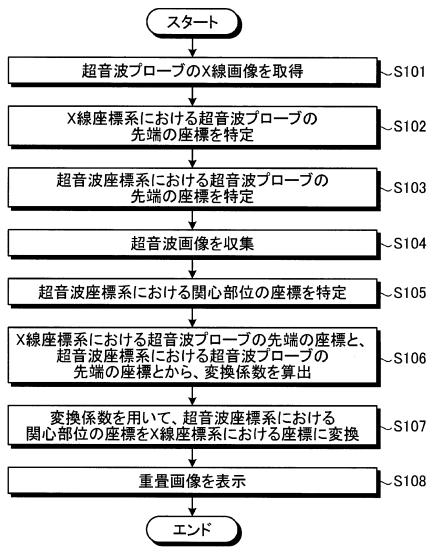 スタート
超音波プローブのX線画像を取得
S101
X線座標系における超音波プローブの
先端の座標を特定
S102
超音波座標系における超音波プローブの
先端の座標を特定
S103
超音波画像を収集
S104
超音波座標系における関心部位の座標を特定
S105
X線座標系における超音波プローブの先端の座標と、
超音波座標系における超音波プローブの
先端の座標とから、変換係数を算出
S106
変換係数を用いて、超音波座標系における
関心部位の座標をX線座標系における座標に変換
S107
重畳画像を表示
S108
エンド